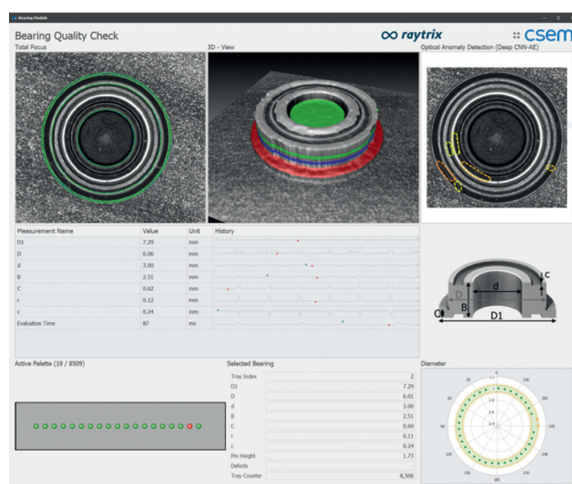 Bearing Module
Bearing Quality Check
raytrix
:: csem
Total Focus
3D - View
Optical Anomaly Detection (Deep CNN-AE)
Measurement Name Value Unit History
D1 7.29 mm
D 6.06 mm
d 3.00 mm
B 2.51 mm
C 0.62 mm
r 0.12 mm
c 0.24 mm
Evaluation Time 87 ms
c
r
d
D
B
C
D1
Active Palette (19 / 8509)
Selected Bearing
Tray Index 2
D1 7.29
D 6.01
d 3.00
B 2.51
C 0.60
r 0.11
c 0.24
Pin Height 1.73
Defects
Tray Counter 8,506
Diameter
0
30
60
90